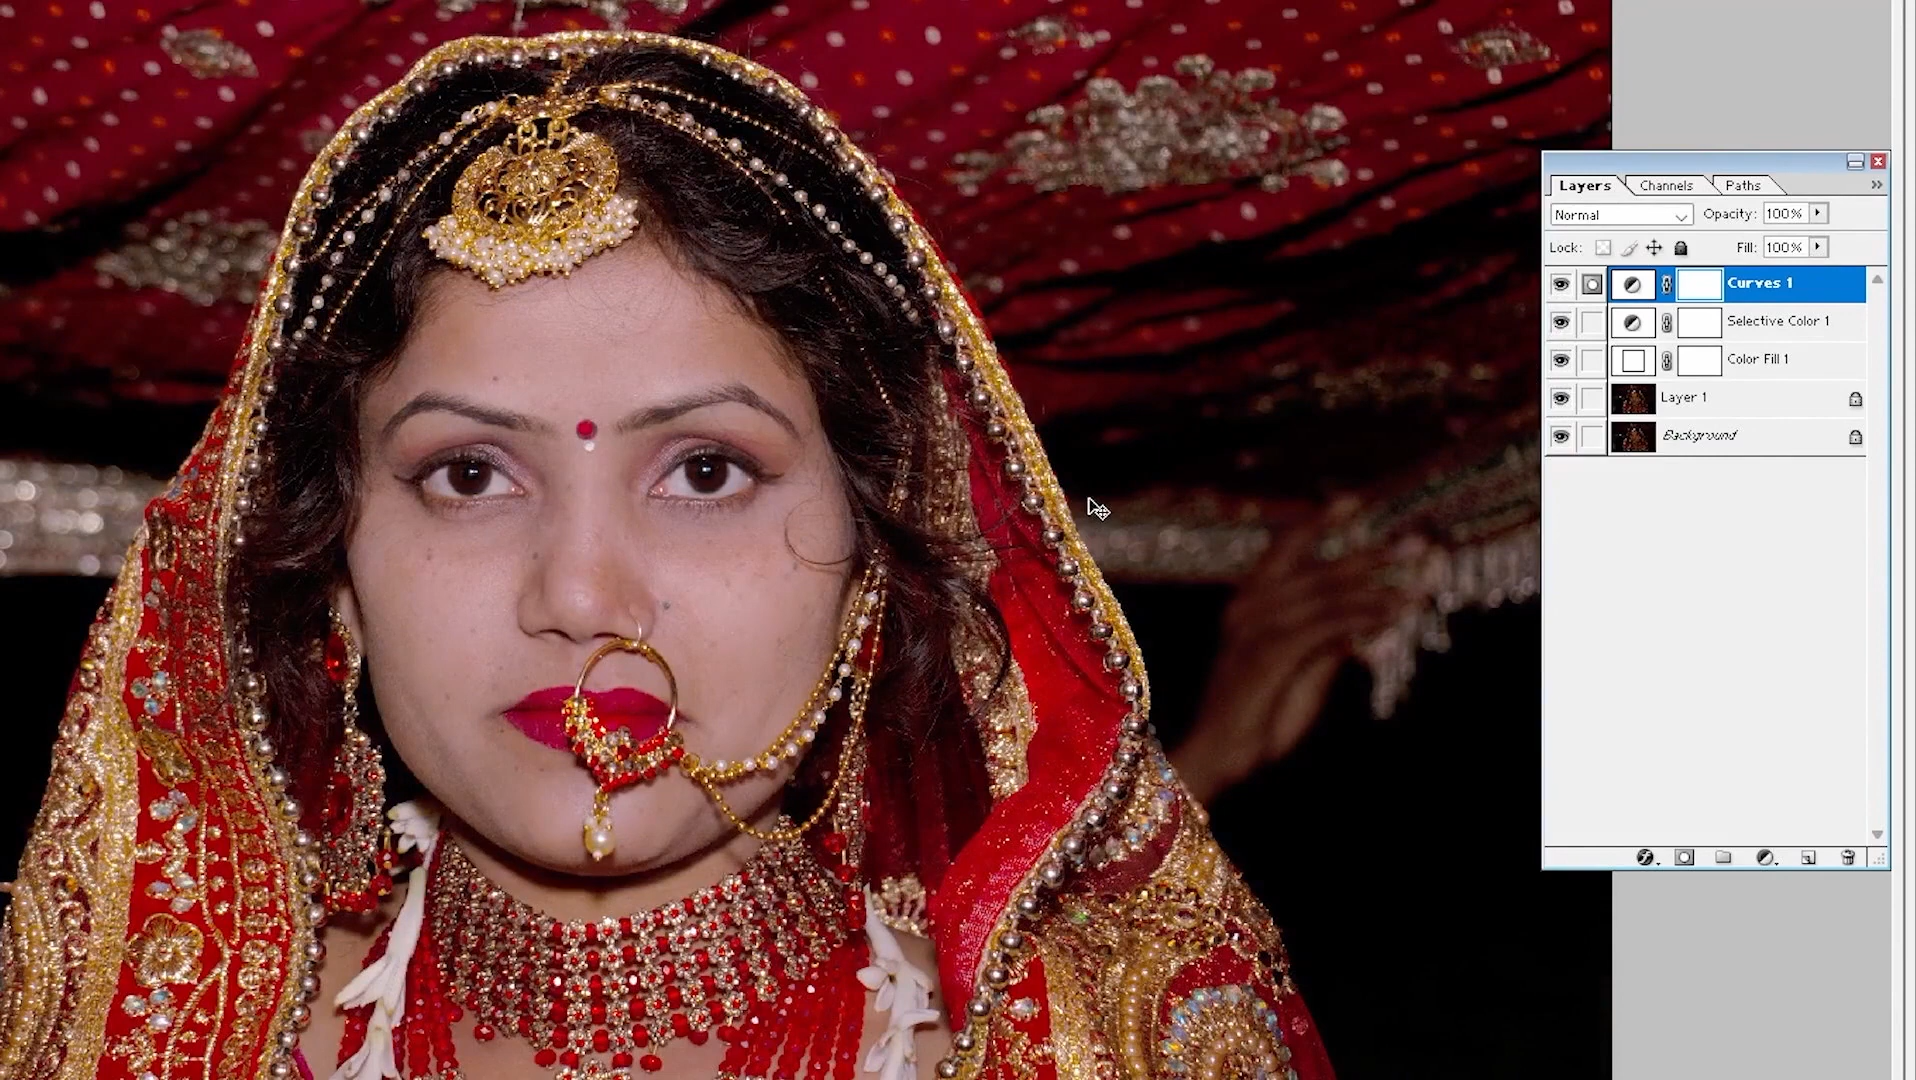 Layers Channels Paths
Normal Opacity: 100%
Lock: Fill: 100%
Curves 1
Selective Color 1
Color Fill 1
Layer 1
Background